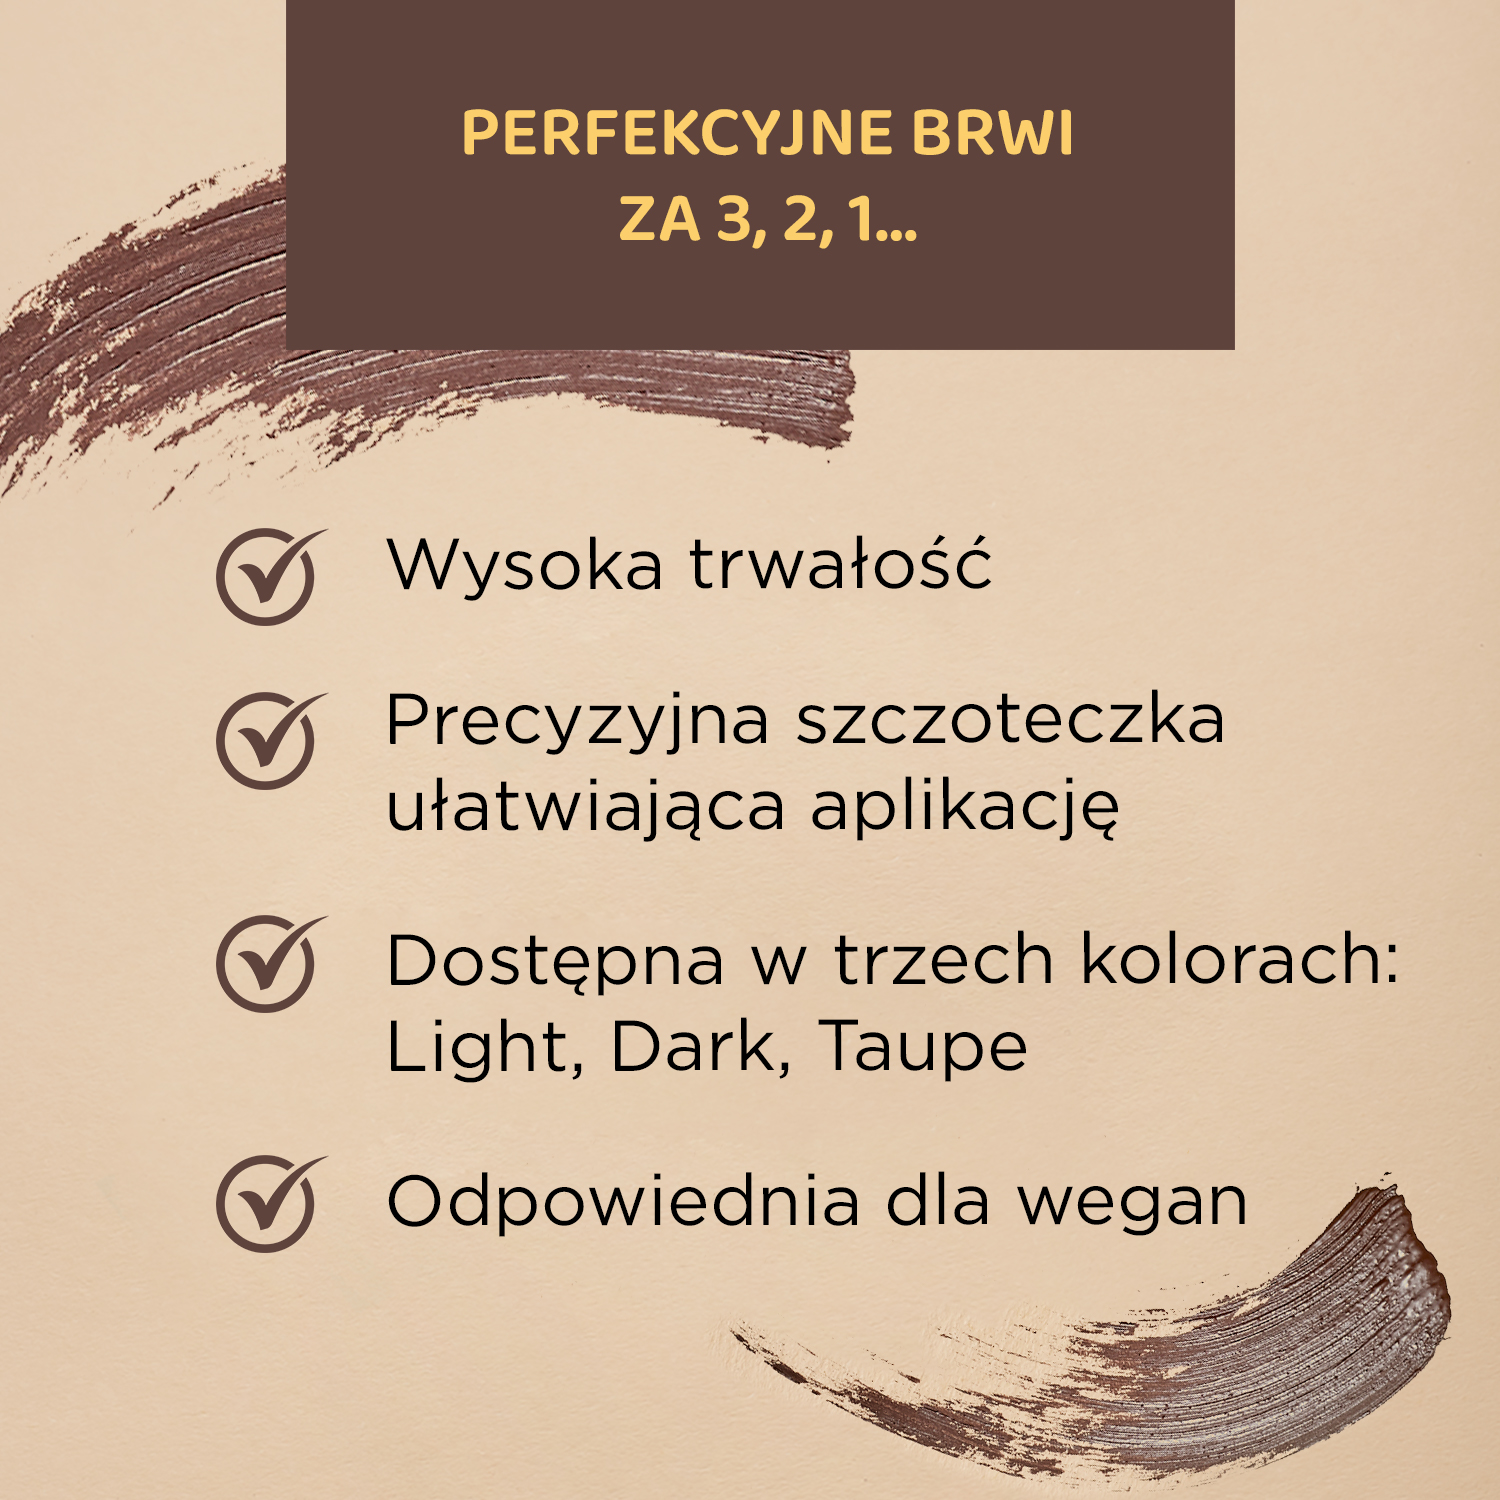 PERFEKCYJNE BRWI
ZA 3, 2, 1...
Wysoka trwałość
Precyzyjna szczoteczka
ułatwiająca aplikację
Dostępna w trzech kolorach:
Light, Dark, Taupe
Odpowiednia dla wegan